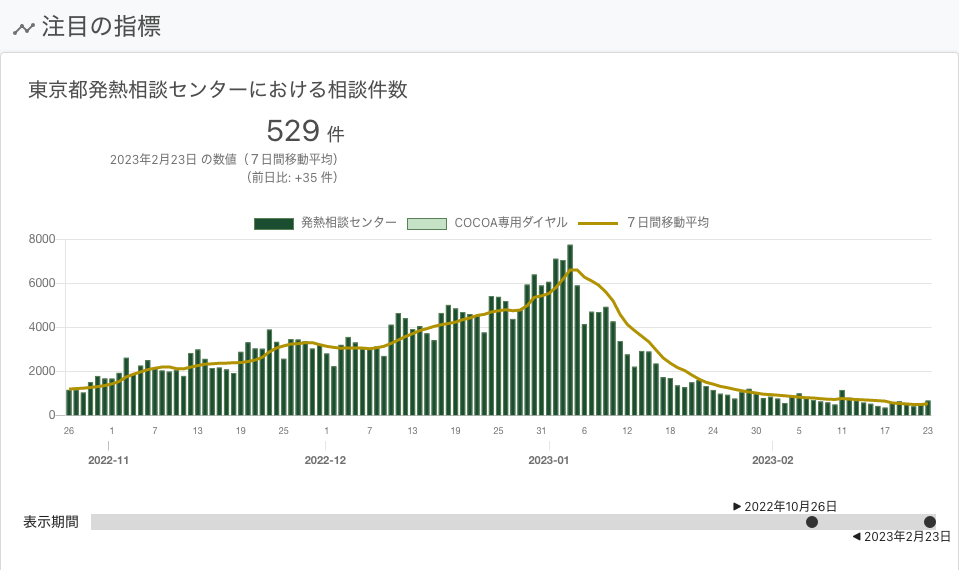 注目の指標
東京都発熱相談センターにおける相談件数
529 件
2023年2月23日 の数値（７日間移動平均）
（前日比: +35 件）
発熱相談センター COCOA専用ダイヤル ７日間移動平均
8000
6000
4000
2000
0
26 1 7 13 19 25 1 7 13 19 25 31 6 12 18 24 30 5 11 17 23
2022-11 2022-12 2023-01 2023-02
▶ 2022年10月26日
表示期間
◀ 2023年2月23日